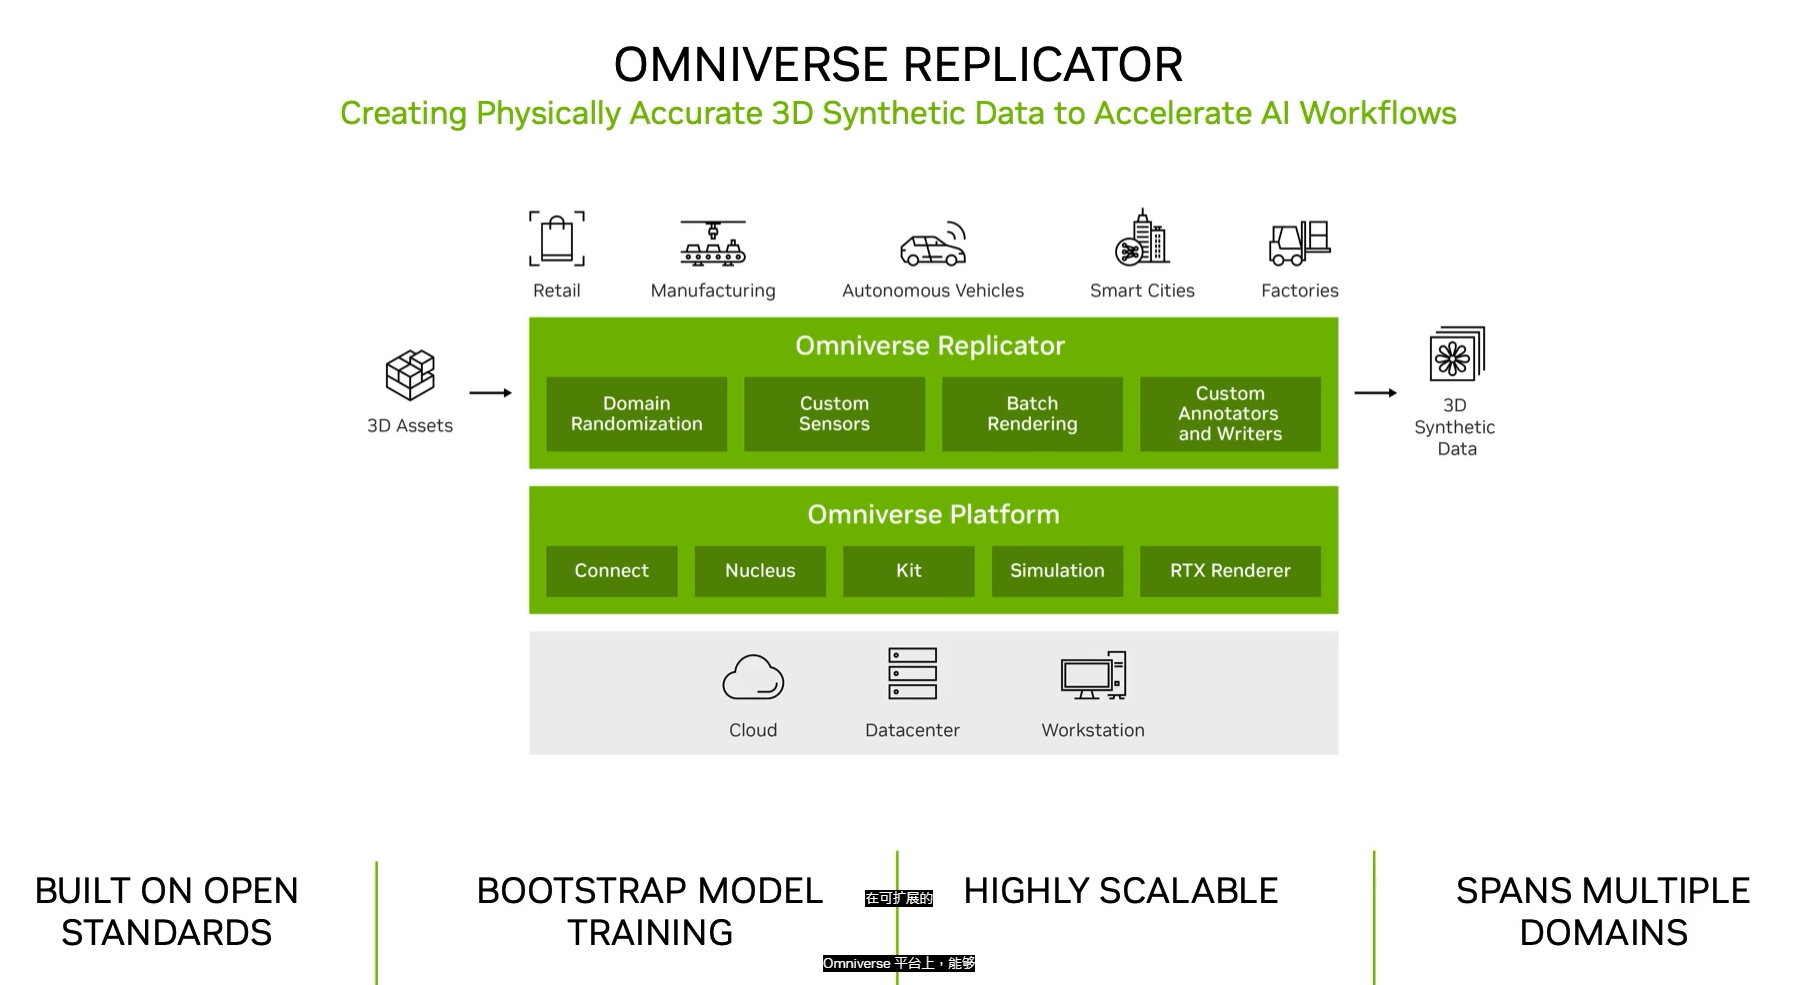 OMNIVERSE REPLICATOR
Creating Physically Accurate 3D Synthetic Data to Accelerate AI Workflows
Retail
Manufacturing
Autonomous Vehicles
Smart Cities
Factories
3D Assets
Omniverse Replicator
Domain
Randomization
Custom
Sensors
Batch
Rendering
Custom
Annotators
and Writers
3D
Synthetic
Data
Omniverse Platform
Connect
Nucleus
Kit
Simulation
RTX Renderer
Cloud
Datacenter
Workstation
BUILT ON OPEN
STANDARDS
BOOTSTRAP MODEL
TRAINING
HIGHLY SCALABLE
SPANS MULTIPLE
DOMAINS
在可扩展的
Omniverse 平台上，能够